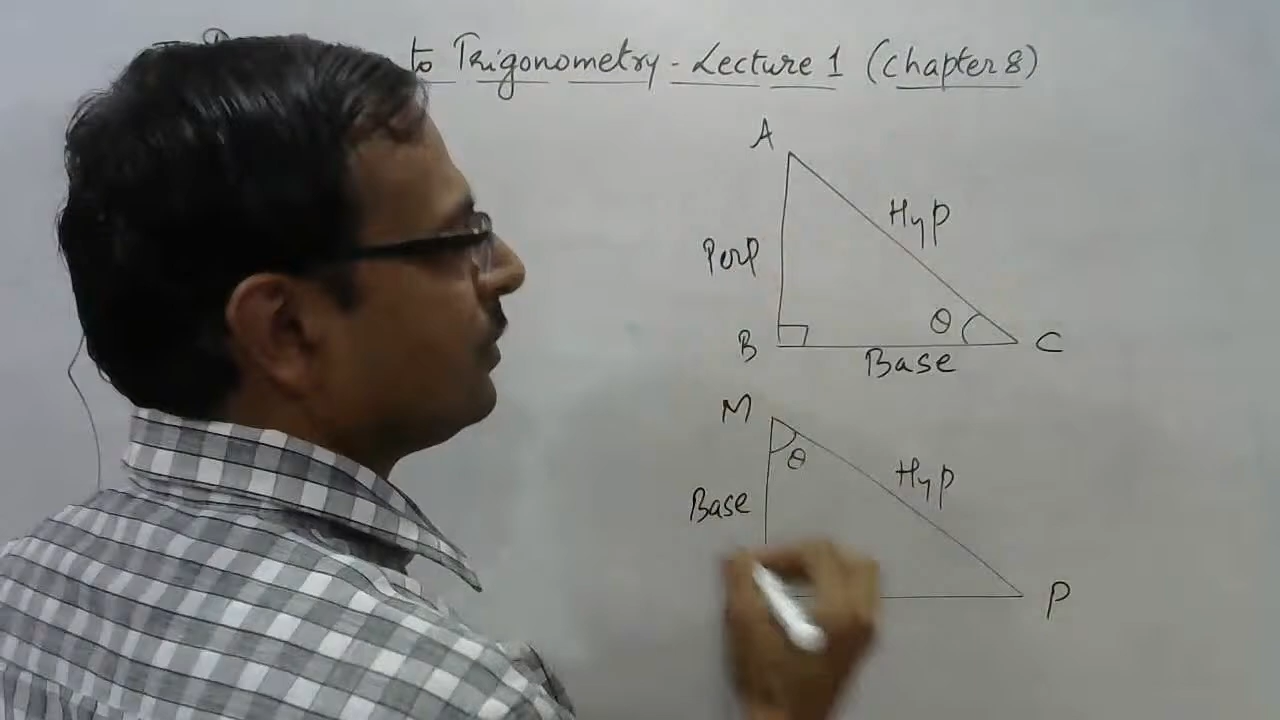 to Trigonometry - Lecture 1 (Chapter 8)
A
Hyp
Perp
θ
B
C
Base
M
θ
Hyp
Base
P